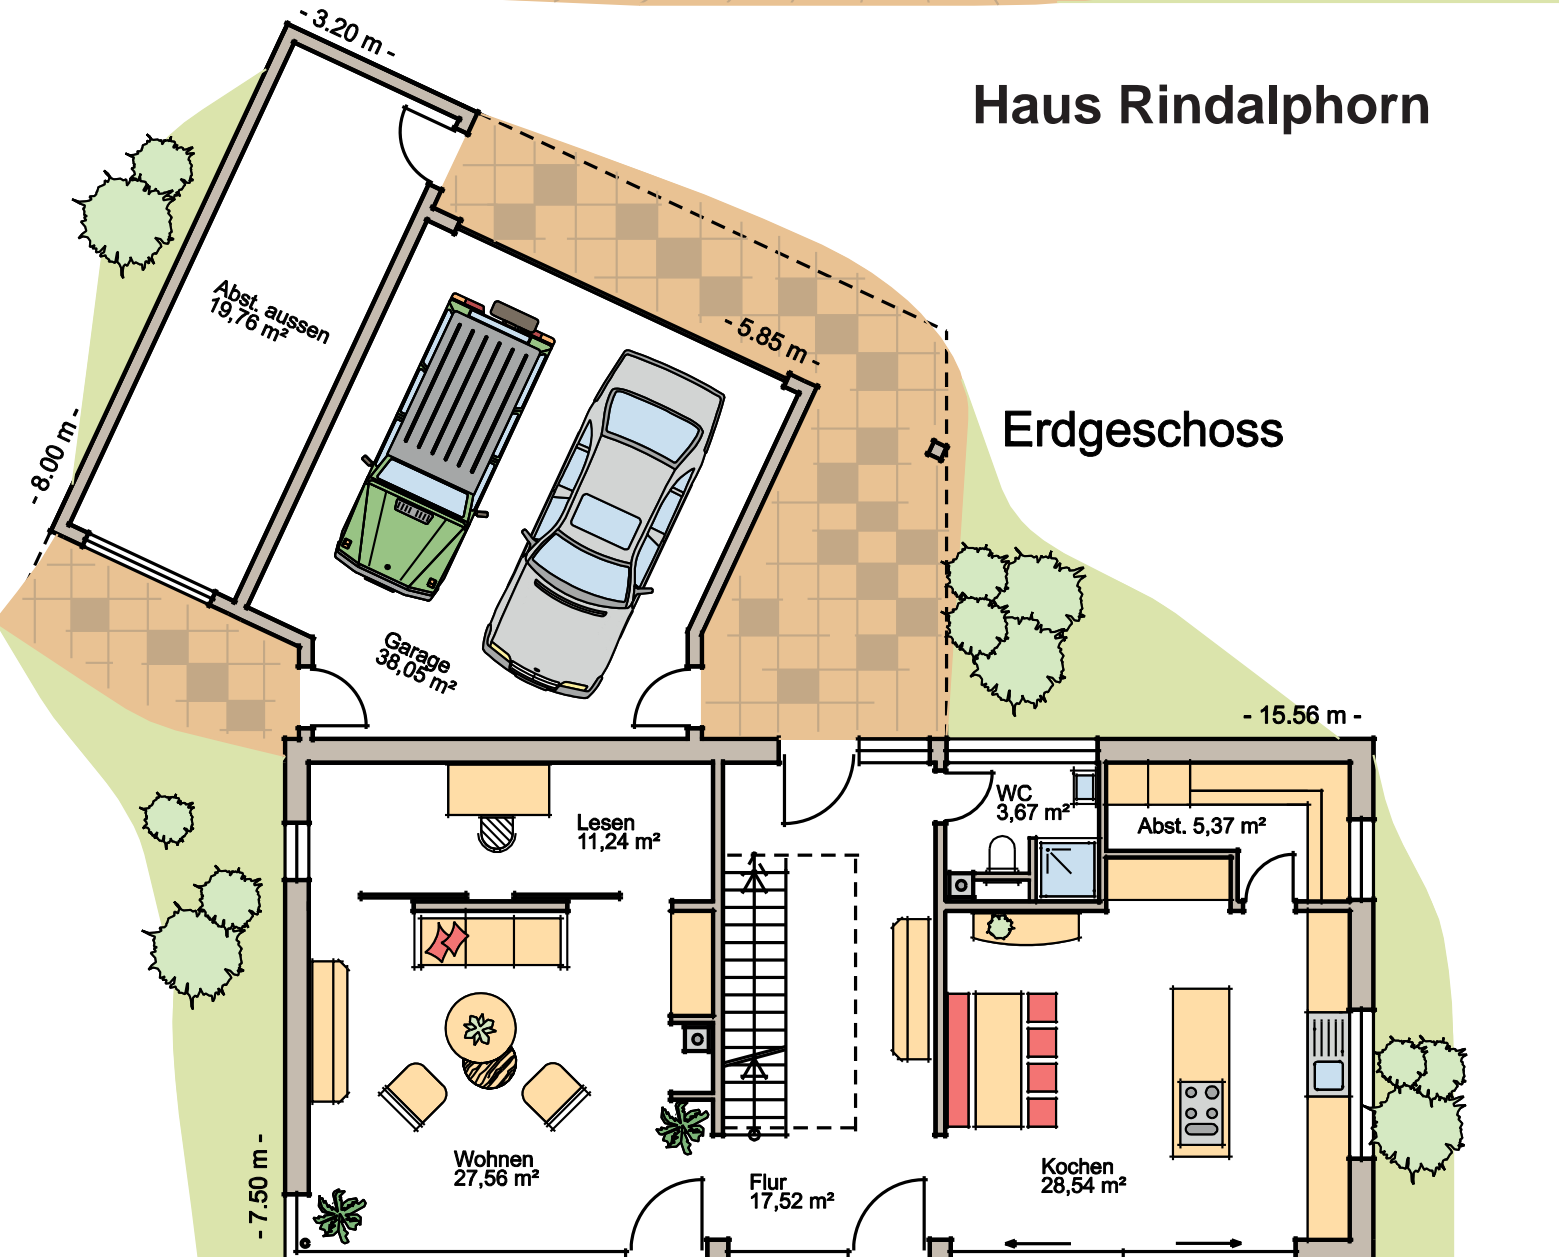 - 3.20 m -
Haus Rindalphorn
Abst. aussen
19,76 m²
- 5.85 m -
Erdgeschoss
- 8.00 m -
Garage
38,05 m²
- 15.56 m -
WC
3,67 m²
Lesen
11,24 m²
Abst. 5,37 m²
Wohnen
27,56 m²
Flur
17,52 m²
Kochen
28,54 m²
- 7.50 m -